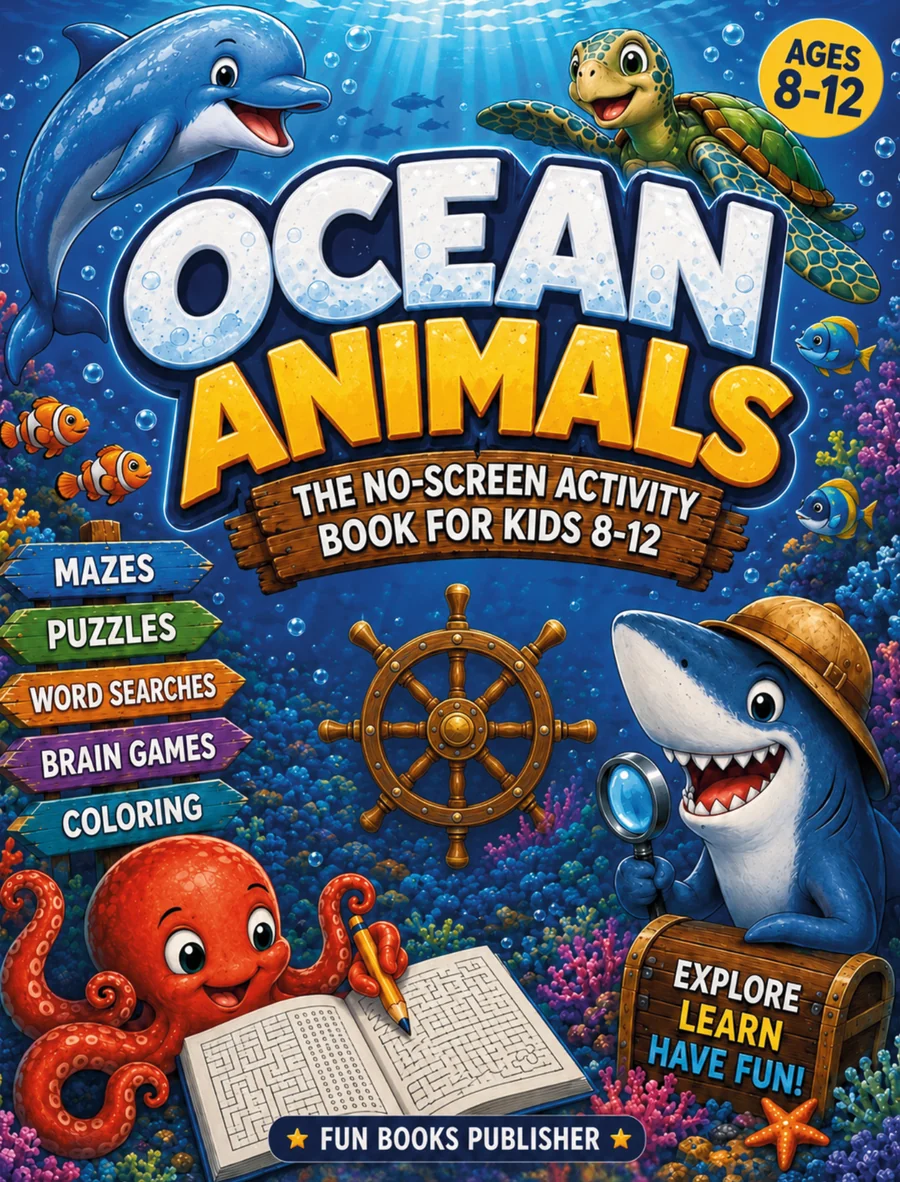 AGES
8-12
OCEAN
ANIMALS
THE NO-SCREEN ACTIVITY
BOOK FOR KIDS 8-12
MAZES
PUZZLES
WORD SEARCHES
BRAIN GAMES
COLORING
EXPLORE
LEARN
HAVE FUN!
FUN BOOKS PUBLISHER